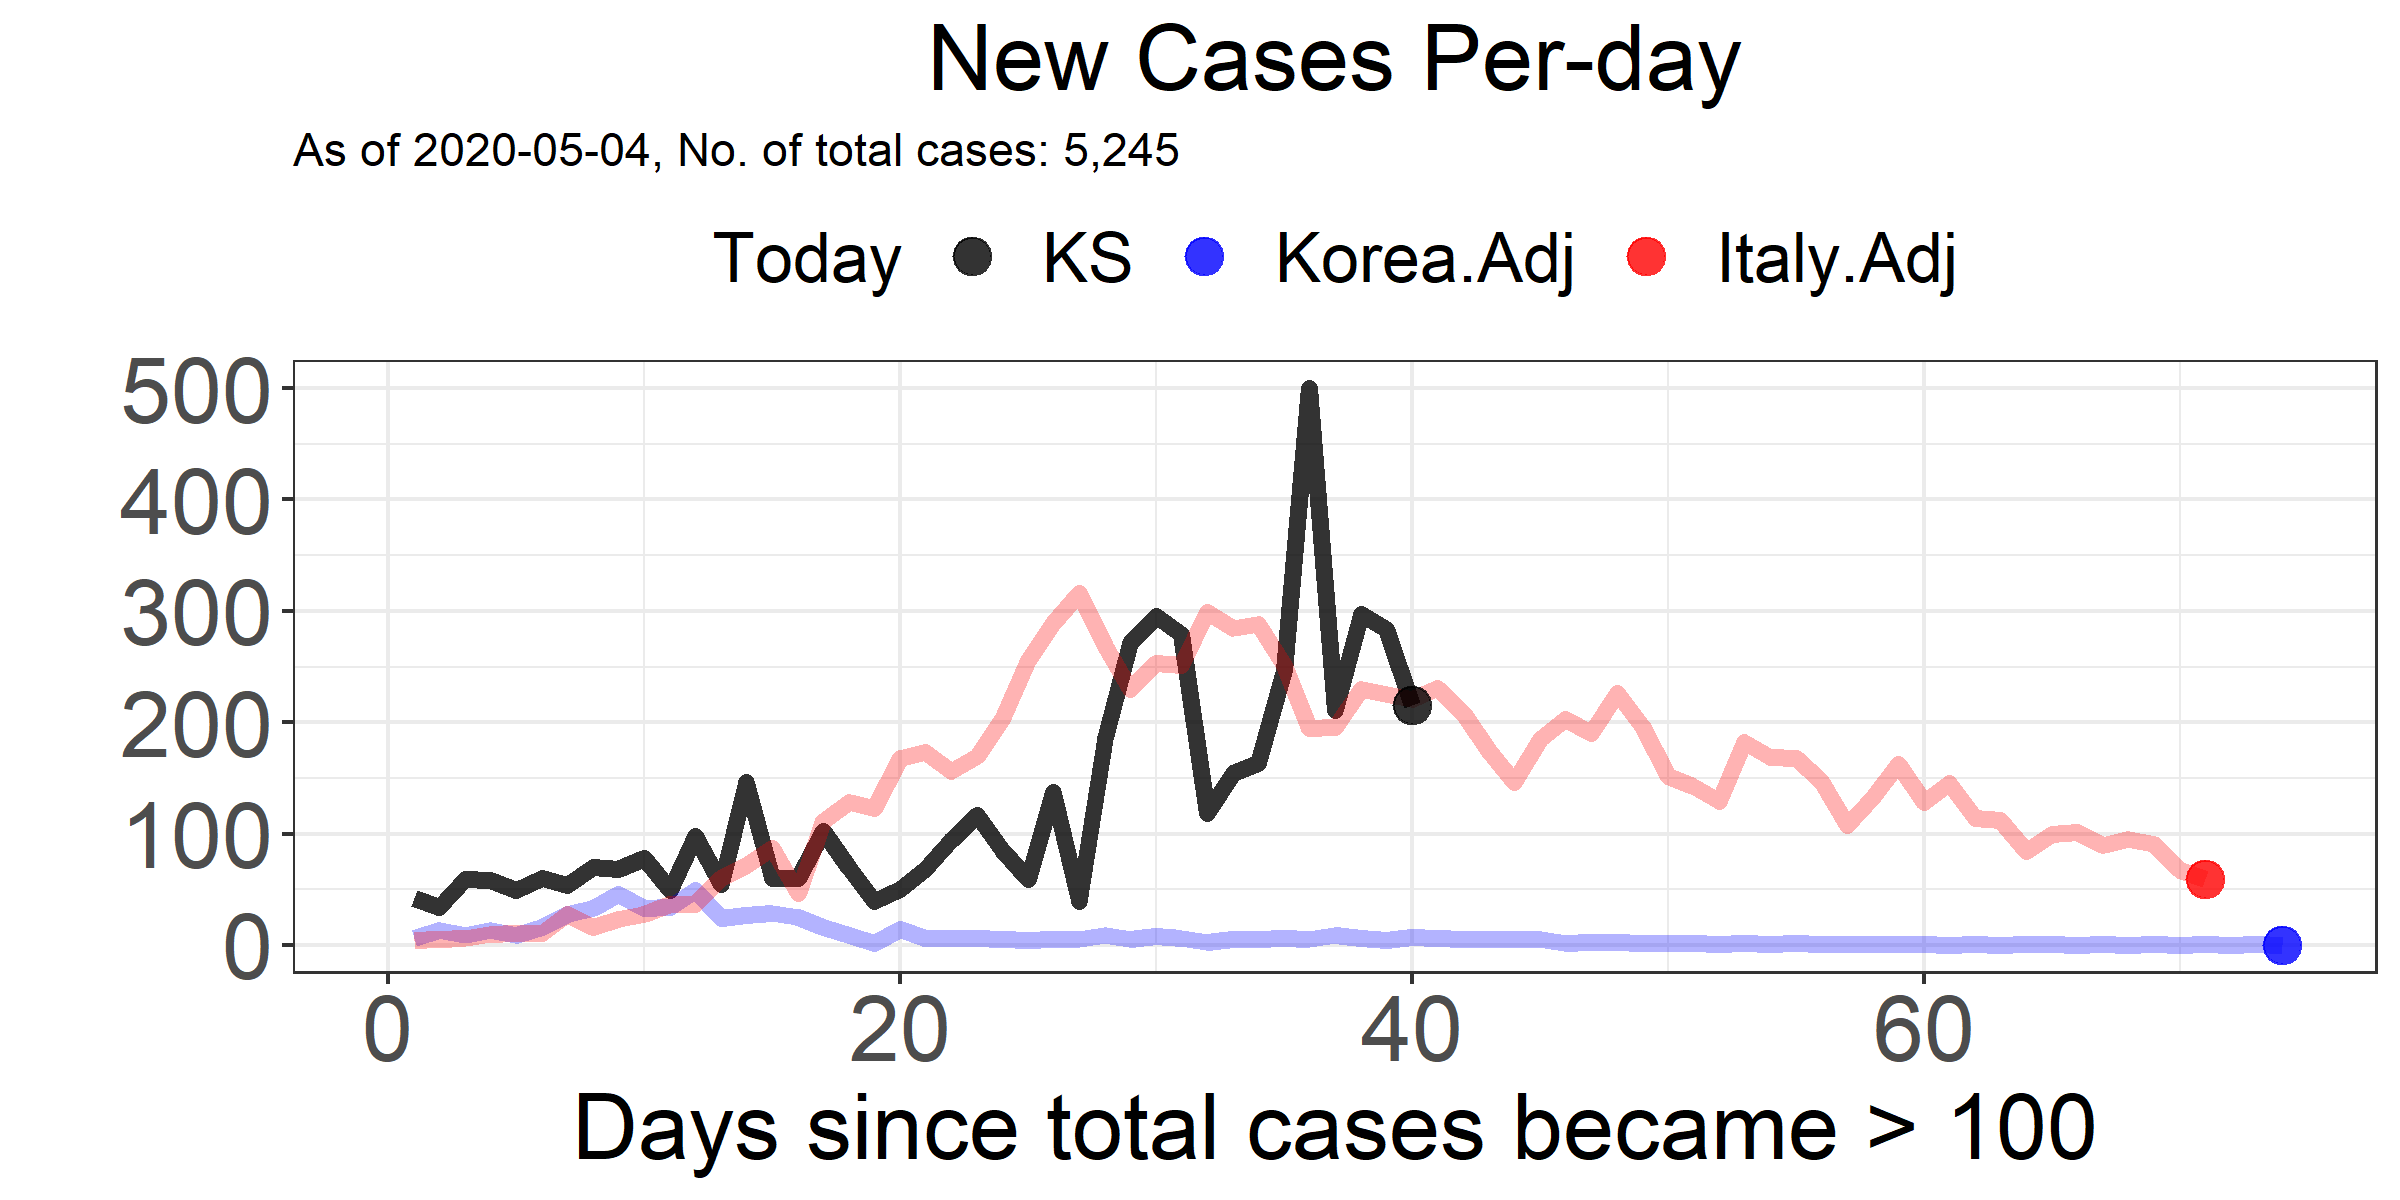 New Cases Per-day
As of 2020-05-04, No. of total cases: 5,245
Today KS Korea.Adj Italy.Adj
500
400
300
200
100
0
0 20 40 60
Days since total cases became > 100